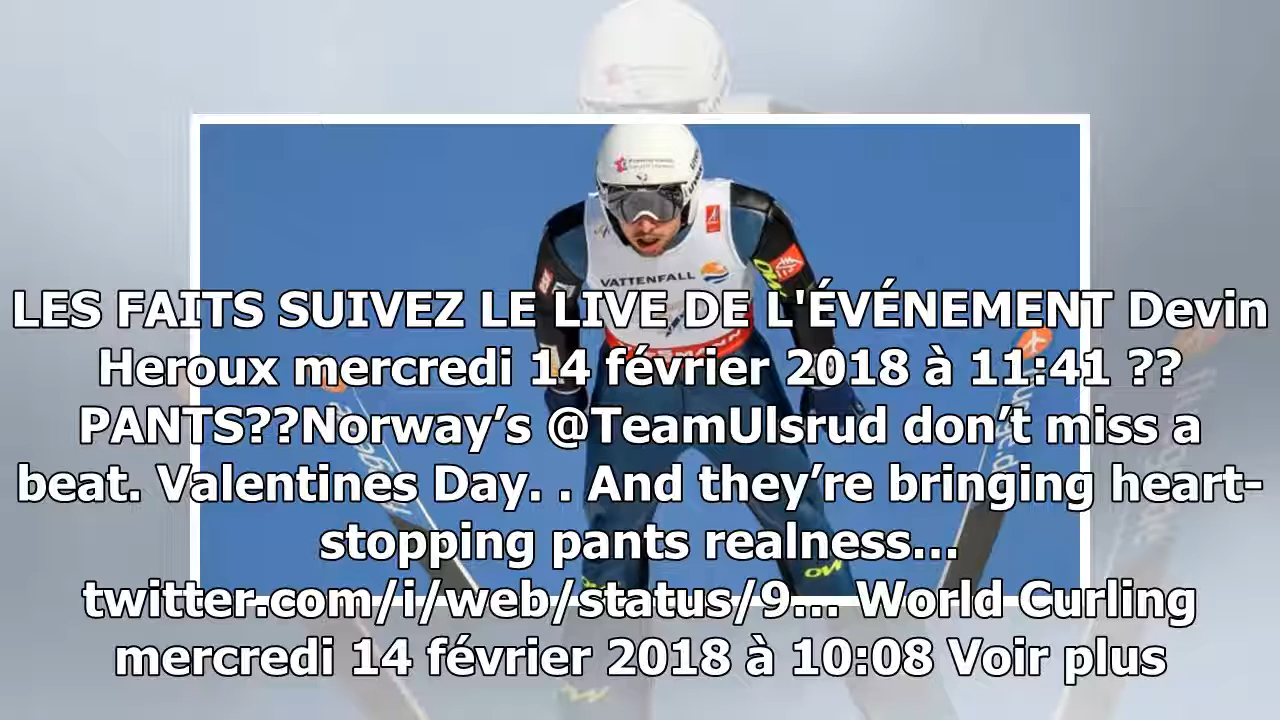 VATTENFALL
LES FAITS SUIVEZ LE LIVE DE L'ÉVÉNEMENT Devin
Heroux mercredi 14 février 2018 à 11:41 ??
PANTS??Norway’s @TeamUlsrud don’t miss a
beat. Valentines Day. . And they’re bringing heart-
stopping pants realness...
twitter.com/i/web/status/9... World Curling
mercredi 14 février 2018 à 10:08 Voir plus